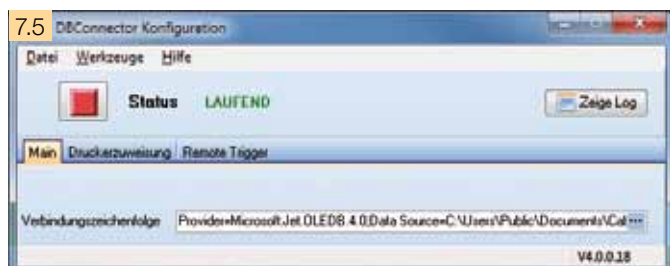 7.5 DBConnector Konfiguration
Datei Werkzeuge Hilfe
Status LAUFEND Zeige Log
Main Druckerzuweisung Remote Trigger
Verbindungszeichenfolge Provider=Microsoft.Jet.OLEDB.4.0;Data Source=C:\Users\Public\Documents\Cal ...
V4.0.0.18